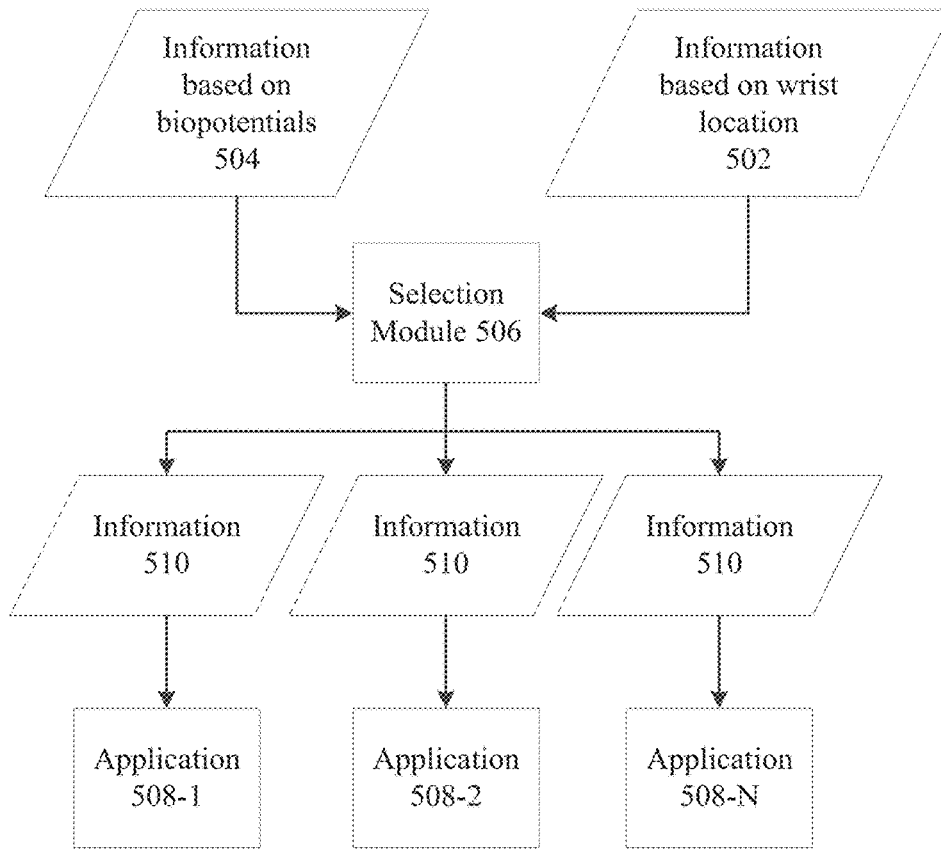 Information
based on
biopotentials
504
Information
based on wrist
location
502
Selection
Module 506
Information
510
Information
510
Information
510
Application
508-1
Application
508-2
Application
508-N